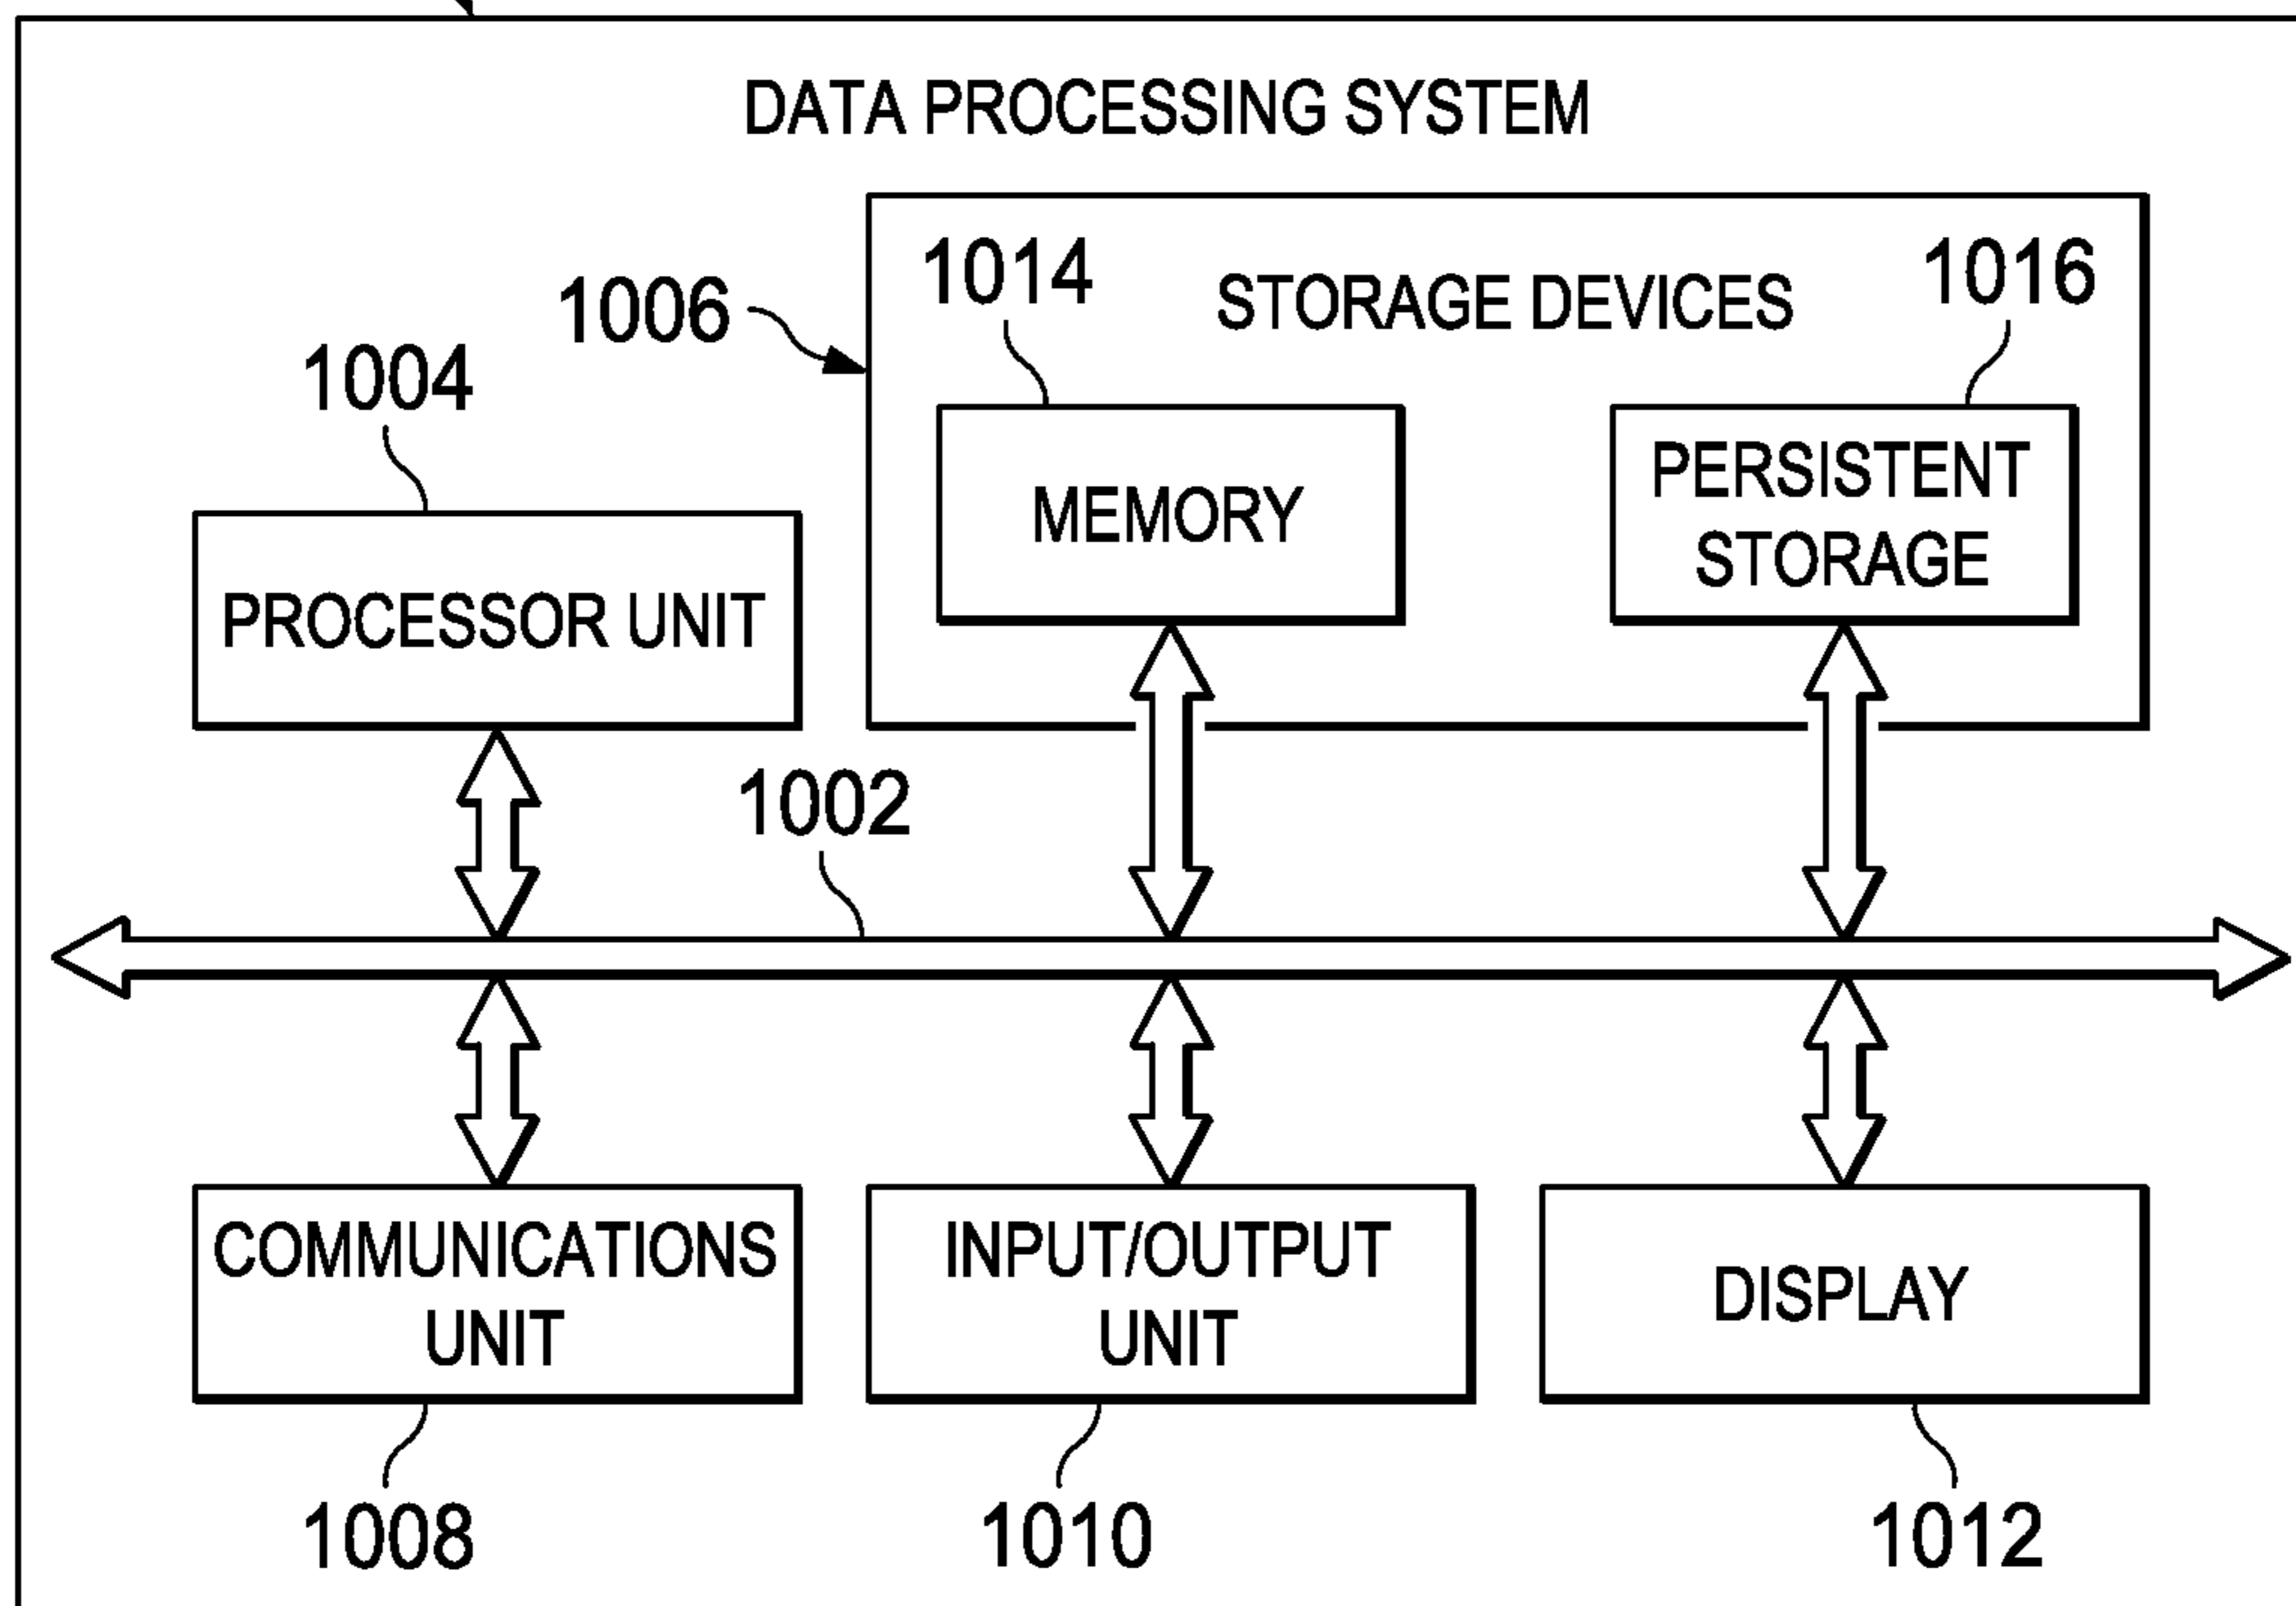 DATA PROCESSING SYSTEM
1006
1014
STORAGE DEVICES
1016
1004
MEMORY
PERSISTENT
STORAGE
PROCESSOR UNIT
1002
COMMUNICATIONS
UNIT
INPUT/OUTPUT
UNIT
DISPLAY
1008
1010
1012